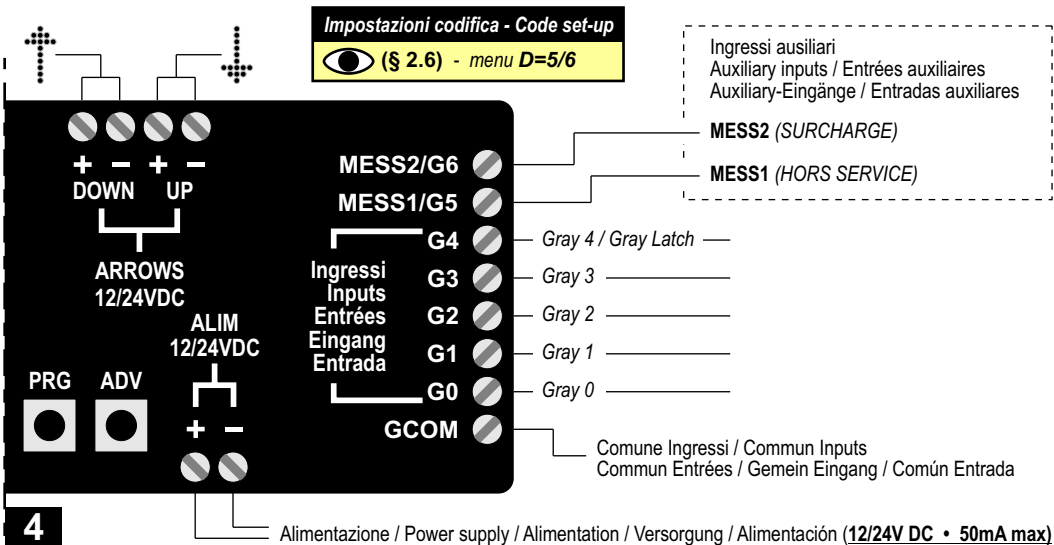 Impostazioni codifica - Code set-up
(§ 2.6) - menu D=5/6
Ingressi ausiliari
Auxiliary inputs / Entrées auxiliaires
Auxiliary-Eingänge / Entradas auxiliares
MESS2 (SURCHARGE)
MESS1 (HORS SERVICE)
+ − + −
DOWN UP
ARROWS
12/24VDC
ALIM
12/24VDC
PRG ADV
+ −
MESS2/G6
MESS1/G5
G4 Gray 4 / Gray Latch
G3 Gray 3
G2 Gray 2
G1 Gray 1
G0 Gray 0
GCOM
Ingressi
Inputs
Entrées
Eingang
Entrada
Comune Ingressi / Commun Inputs
Commun Entrées / Gemein Eingang / Común Entrada
4
Alimentazione / Power supply / Alimentation / Versorgung / Alimentación (12/24V DC • 50mA max)